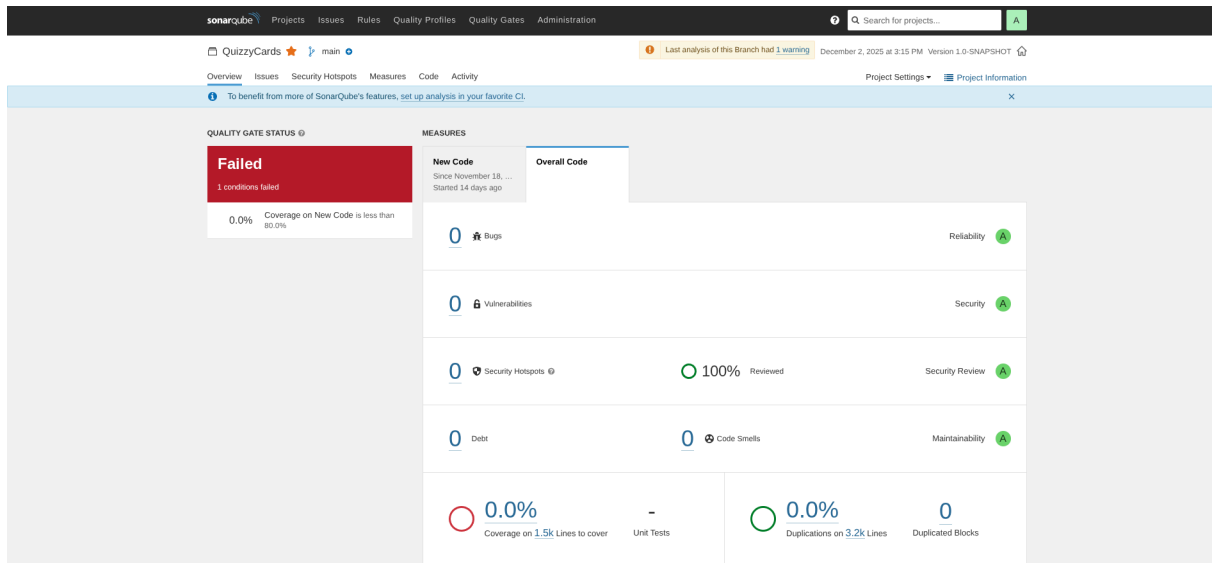 sonarqube Projects Issues Rules Quality Profiles Quality Gates Administration ? Search for projects... A
QuizzyCards main Last analysis of this Branch had 1 warning December 2, 2025 at 3:15 PM Version 1.0-SNAPSHOT
Overview Issues Security Hotspots Measures Code Activity Project Settings Project Information
To benefit from more of SonarQube's features, set up analysis in your favorite CI.
QUALITY GATE STATUS
Failed
1 conditions failed
0.0% Coverage on New Code is less than
80.0%
MEASURES
New Code
Since November 18, ...
Started 14 days ago
Overall Code
0 Bugs Reliability A
0 Vulnerabilities Security A
0 Security Hotspots 100% Reviewed Security Review A
0 Debt 0 Code Smells Maintainability A
0.0% - 0.0% 0
Coverage on 1.5k Lines to cover Unit Tests Duplications on 3.2k Lines Duplicated Blocks